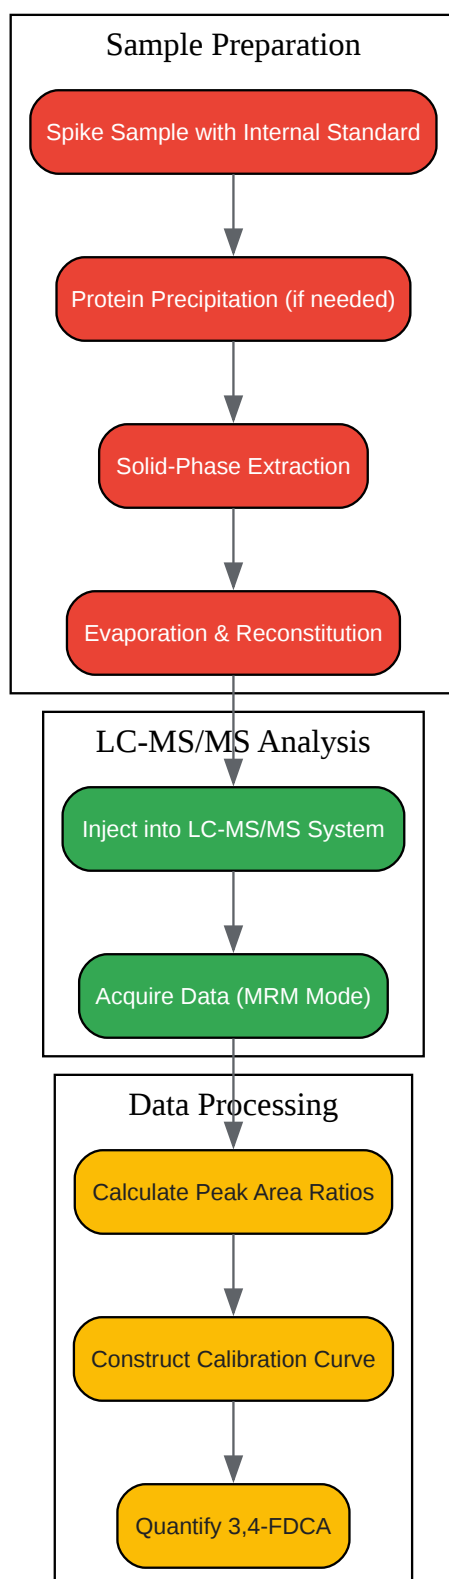 Sample Preparation
Spike Sample with Internal Standard
Protein Precipitation (if needed)
Solid-Phase Extraction
Evaporation & Reconstitution
LC-MS/MS Analysis
Inject into LC-MS/MS System
Acquire Data (MRM Mode)
Data Processing
Calculate Peak Area Ratios
Construct Calibration Curve
Quantify 3,4-FDCA